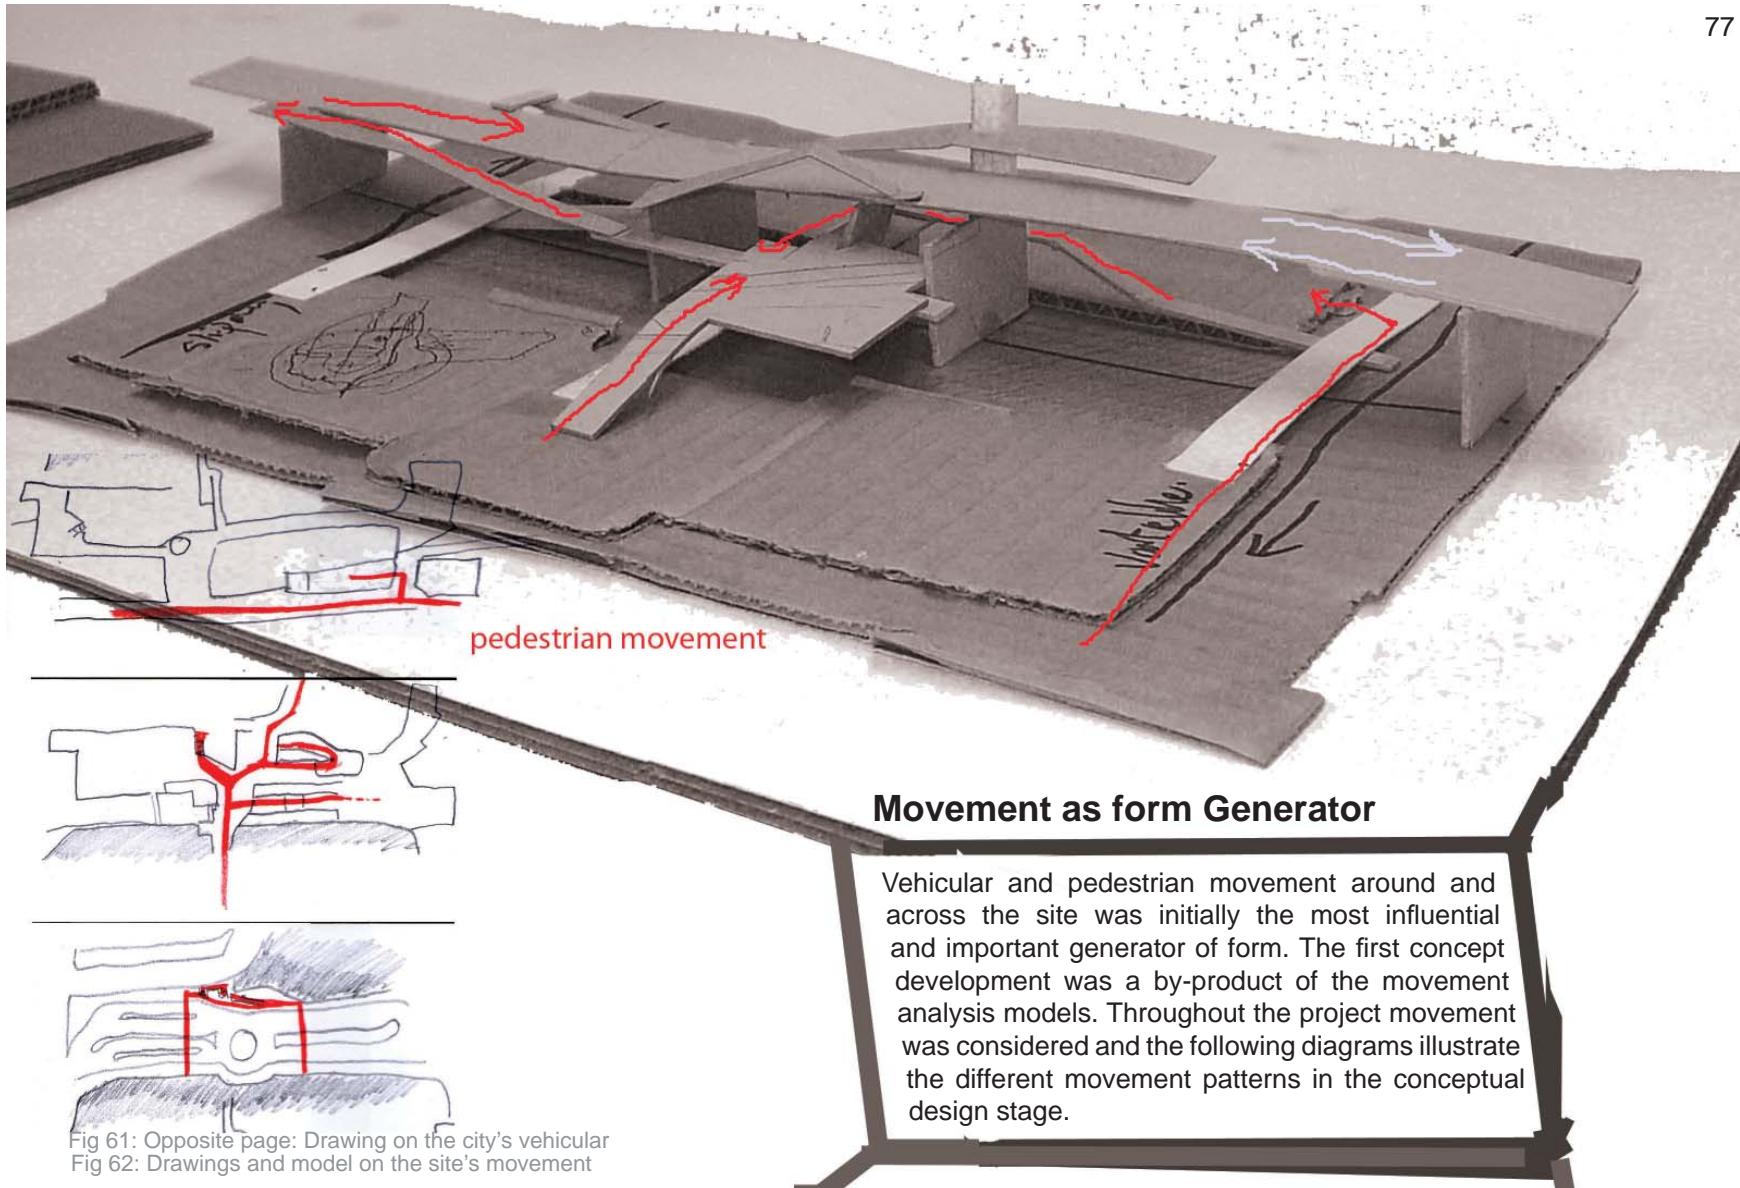 77
pedestrian movement
Movement as form Generator
Vehicular and pedestrian movement around and
across the site was initially the most influential
and important generator of form. The first concept
development was a by-product of the movement
analysis models. Throughout the project movement
was considered and the following diagrams illustrate
the different movement patterns in the conceptual
design stage.
Fig 61: Opposite page: Drawing on the city's vehicular
Fig 62: Drawings and model on the site's movement